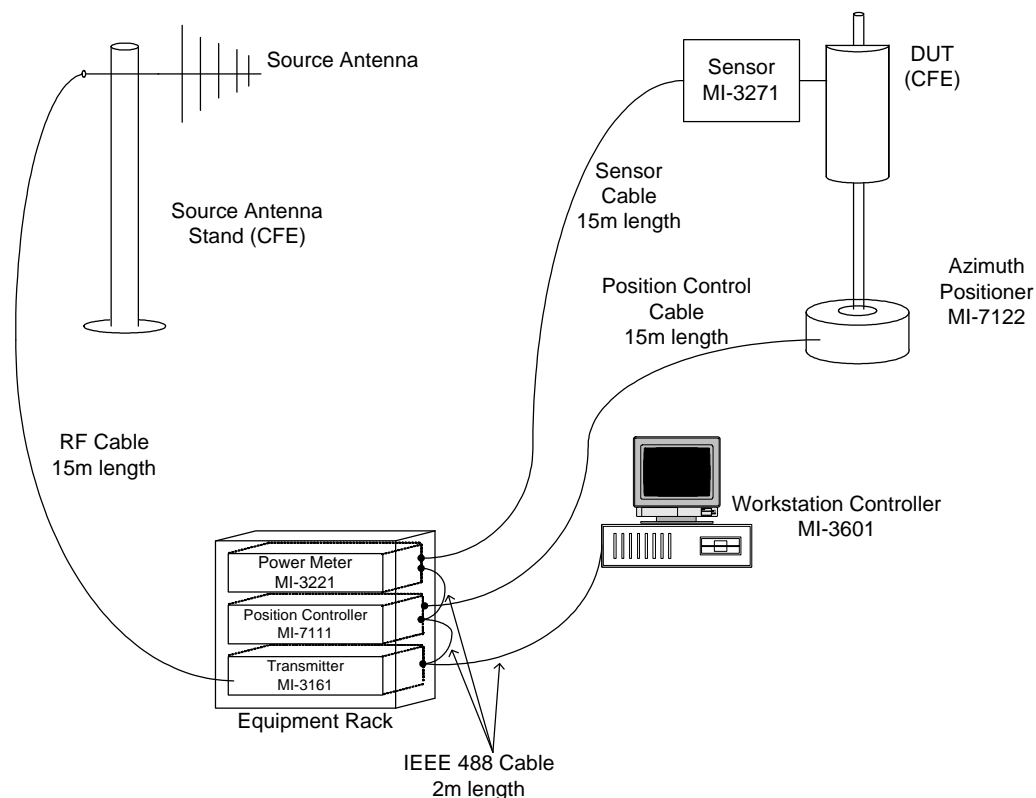 Source Antenna
Sensor
MI-3271
DUT
(CFE)
Sensor
Cable
15m length
Source Antenna
Stand (CFE)
Azimuth
Positioner
MI-7122
Position Control
Cable
15m length
RF Cable
15m length
Workstation Controller
MI-3601
Power Meter
MI-3221
Position Controller
MI-7111
Transmitter
MI-3161
Equipment Rack
IEEE 488 Cable
2m length